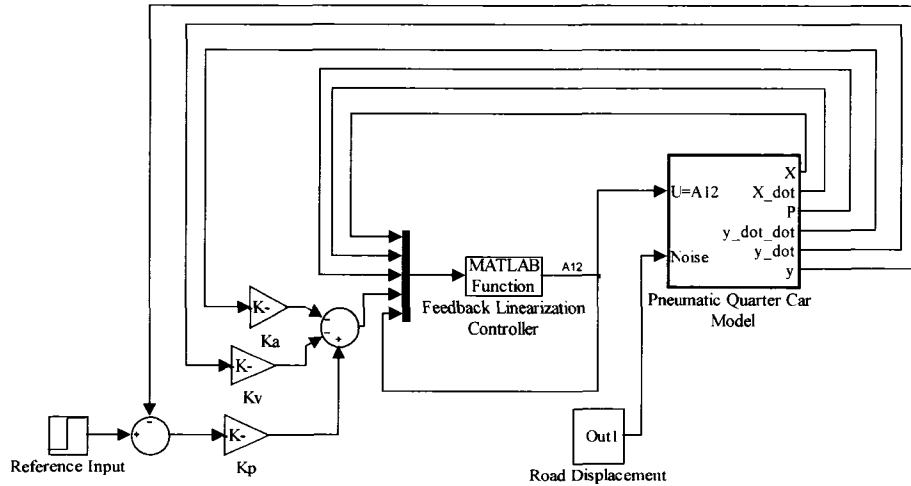 X
U=A12
X_dot
P
y_dot_dot
Noise
y_dot
y
Pneumatic Quarter Car
Model
MATLAB
Function
A12
Feedback Linearization
Controller
K-
Ka
K-
Kv
K-
Kp
Reference Input
Out1
Road Displacement